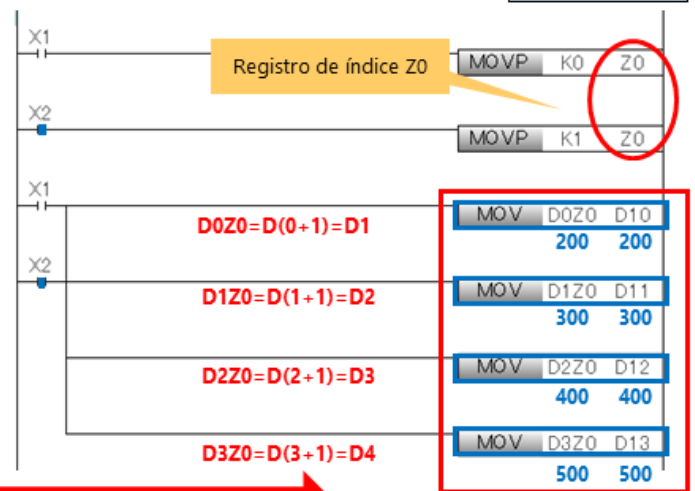 X1
Registro de índice Z0
MOVP K0 Z0
X2
MOVP K1 Z0
X1
D0Z0=D(0+1)=D1
MOV D0Z0 D10
200 200
X2
D1Z0=D(1+1)=D2
MOV D1Z0 D11
300 300
D2Z0=D(2+1)=D3
MOV D2Z0 D12
400 400
D3Z0=D(3+1)=D4
MOV D3Z0 D13
500 500